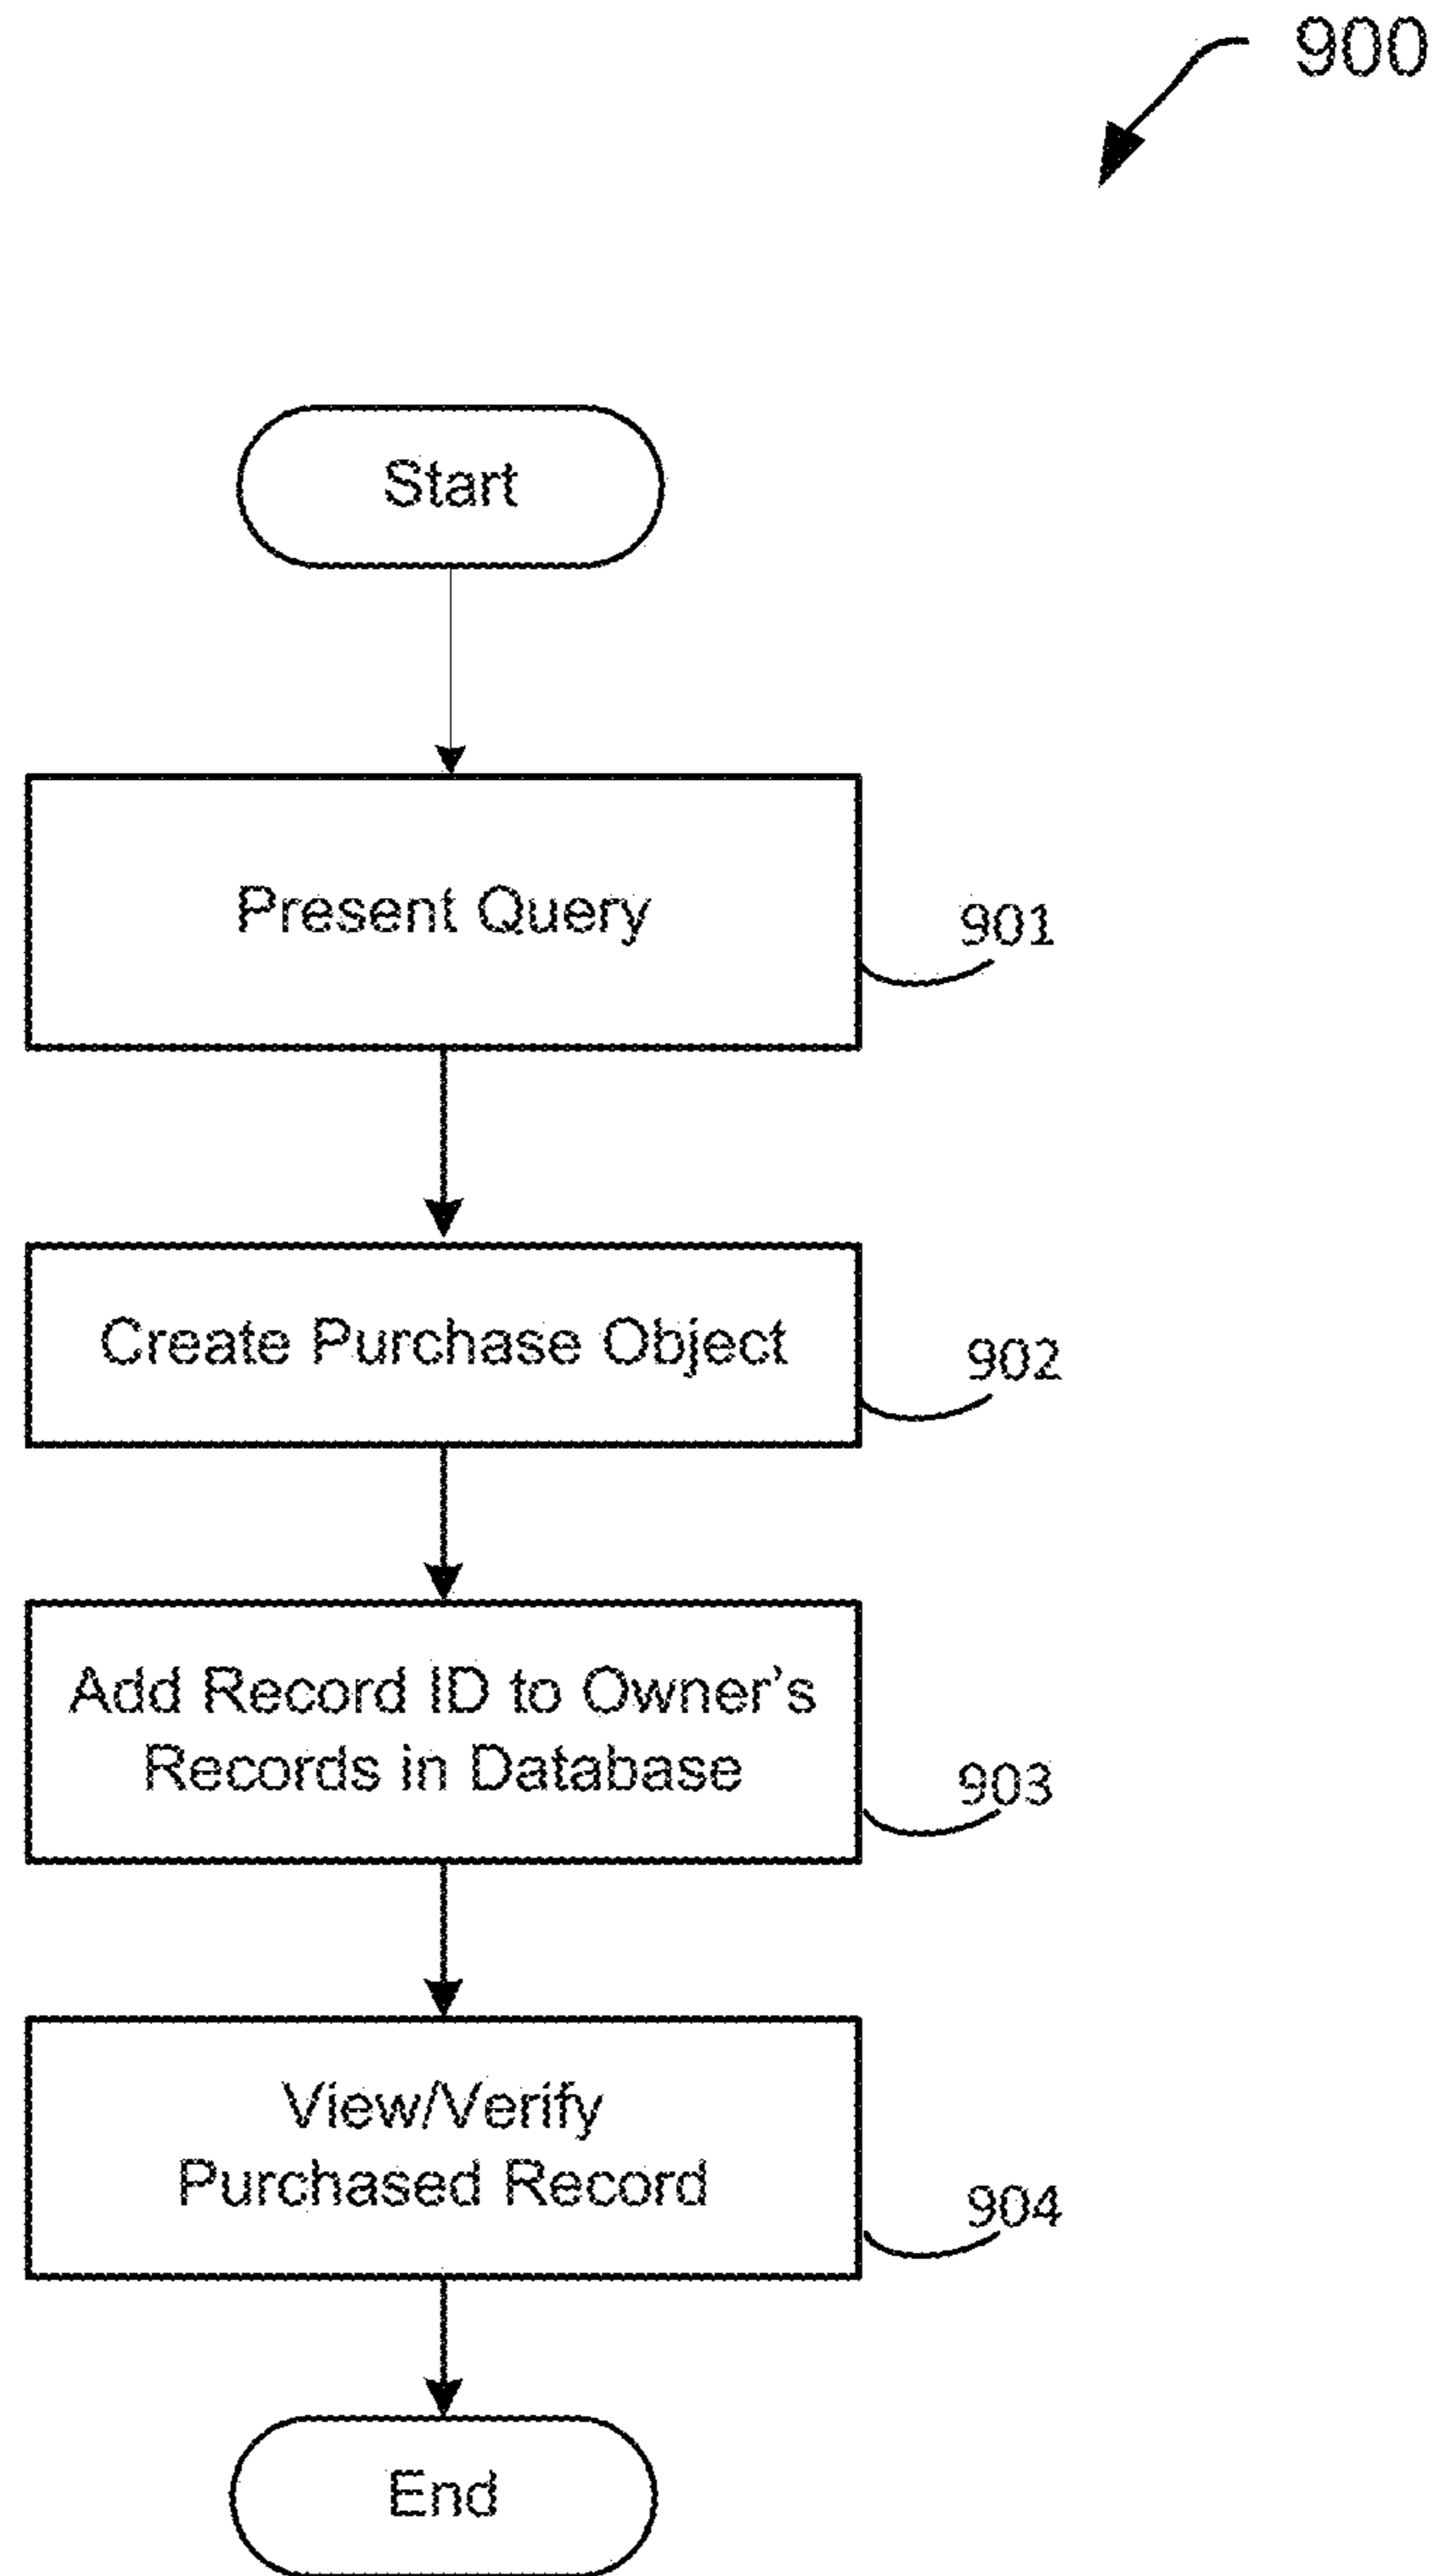 900
Start
Present Query
901
Create Purchase Object
902
Add Record ID to Owner's
Records in Database
903
View/Verify
Purchased Record
904
End